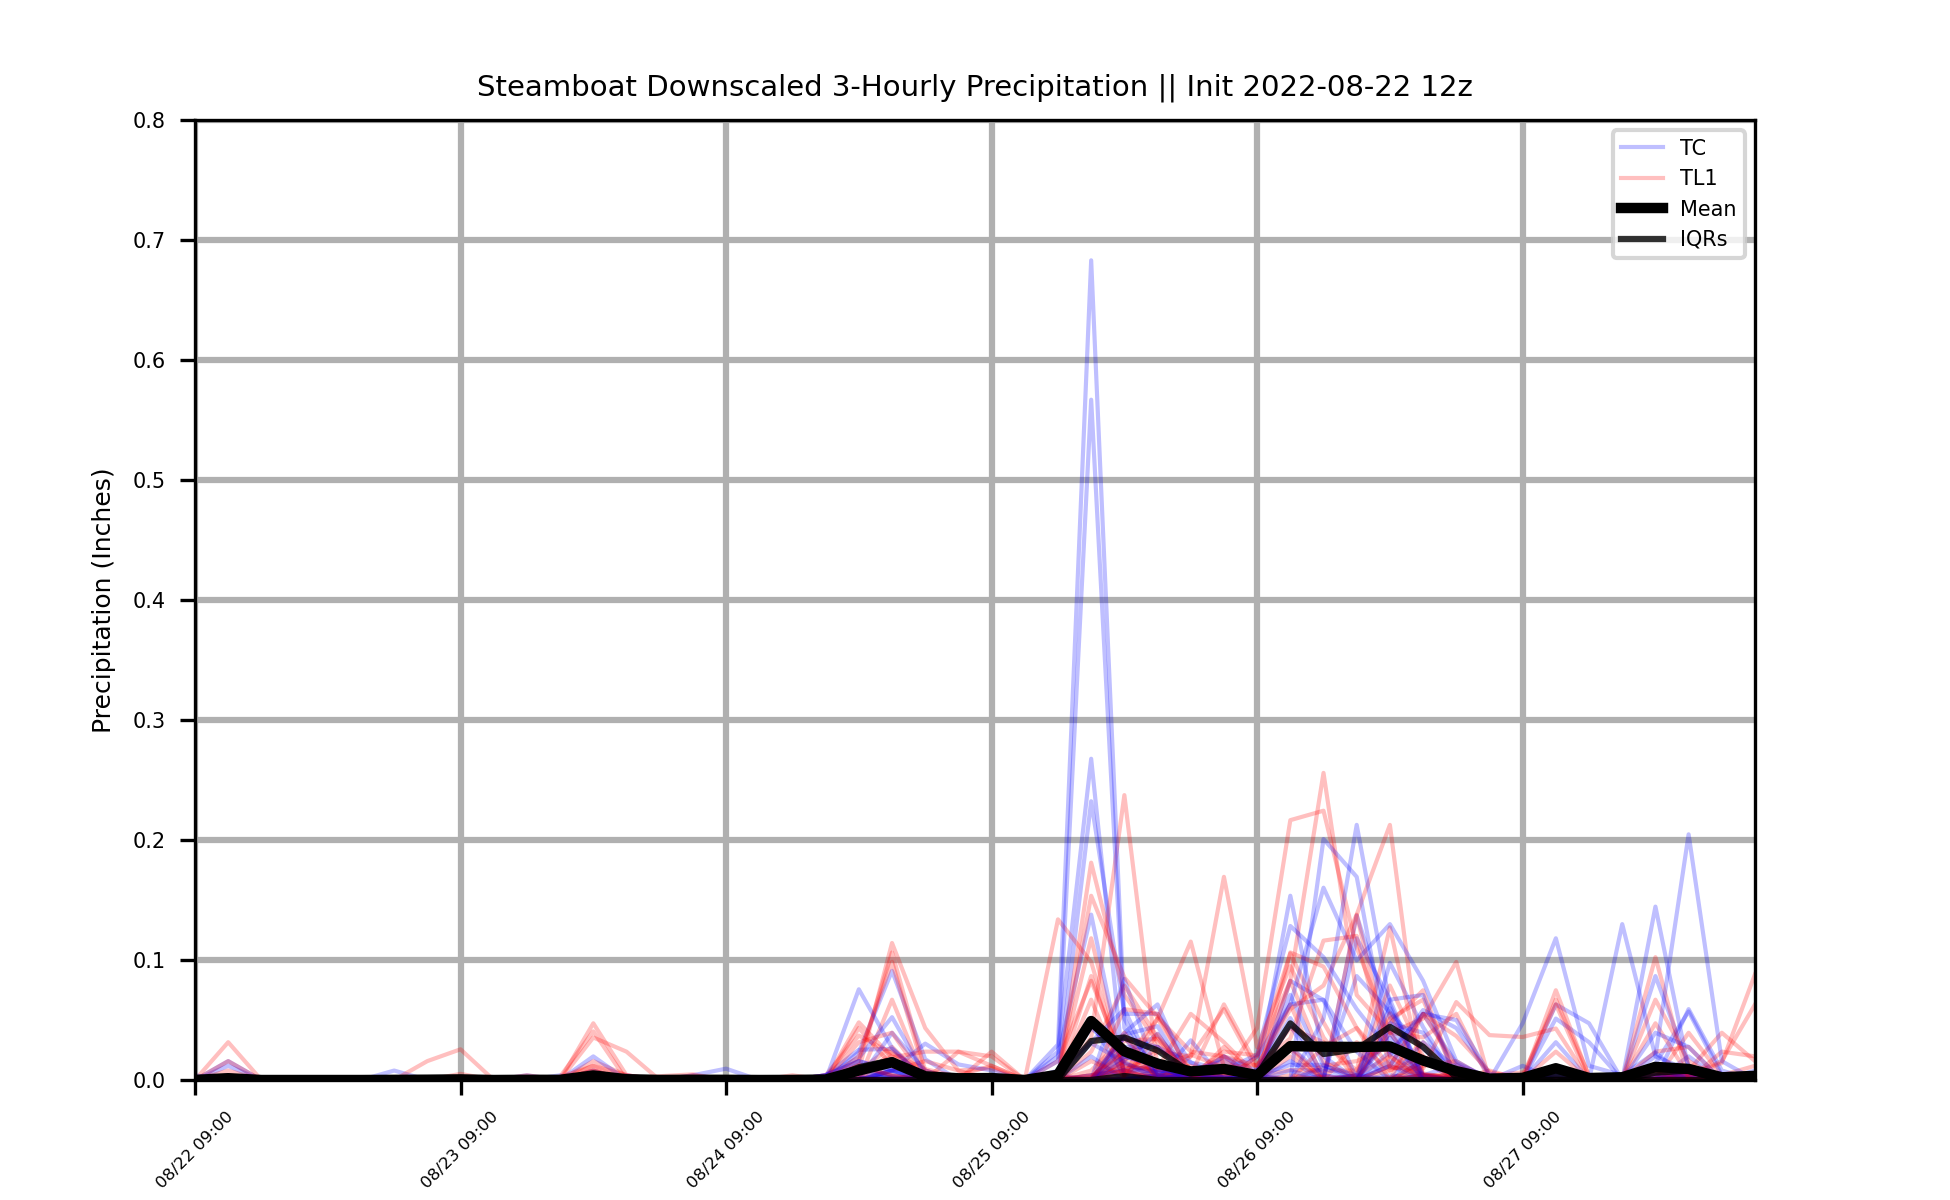 Steamboat Downscaled 3-Hourly Precipitation || Init 2022-08-22 12z
TC
TL1
Mean
IQRs
Precipitation (Inches)
0.8
0.7
0.6
0.5
0.4
0.3
0.2
0.1
0.0
08/22 09:00
08/23 09:00
08/24 09:00
08/25 09:00
08/26 09:00
08/27 09:00